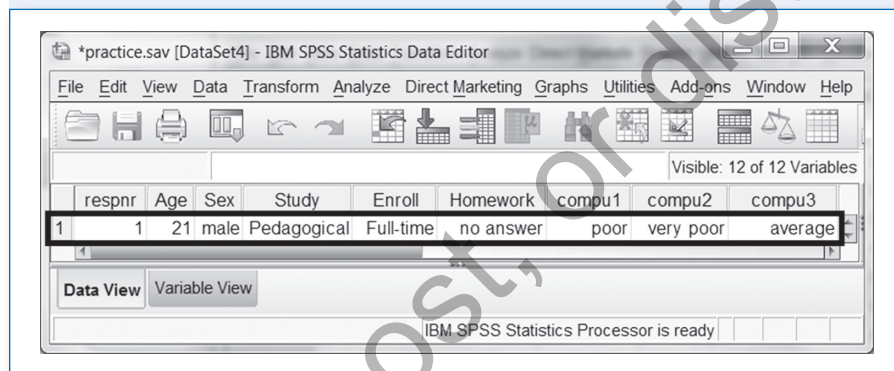 *practice.sav [DataSet4] - IBM SPSS Statistics Data Editor
File Edit View Data Transform Analyze Direct Marketing Graphs Utilities Add-ons Window Help
Visible: 12 of 12 Variables
respnr Age Sex Study Enroll Homework compu1 compu2 compu3
1 1 21 male Pedagogical Full-time no answer poor very poor average
Data View Variable View
IBM SPSS Statistics Processor is ready
ost, or dis